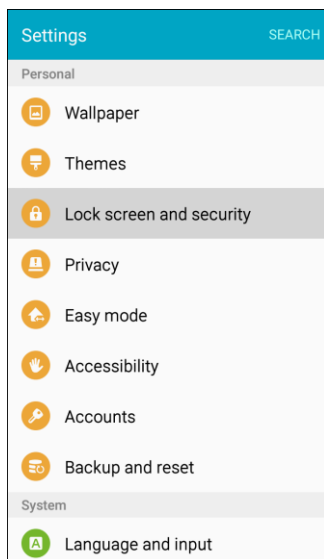 Settings
SEARCH
Personal
Wallpaper
Themes
Lock screen and security
Privacy
Easy mode
Accessibility
Accounts
Backup and reset
System
A
Language and input